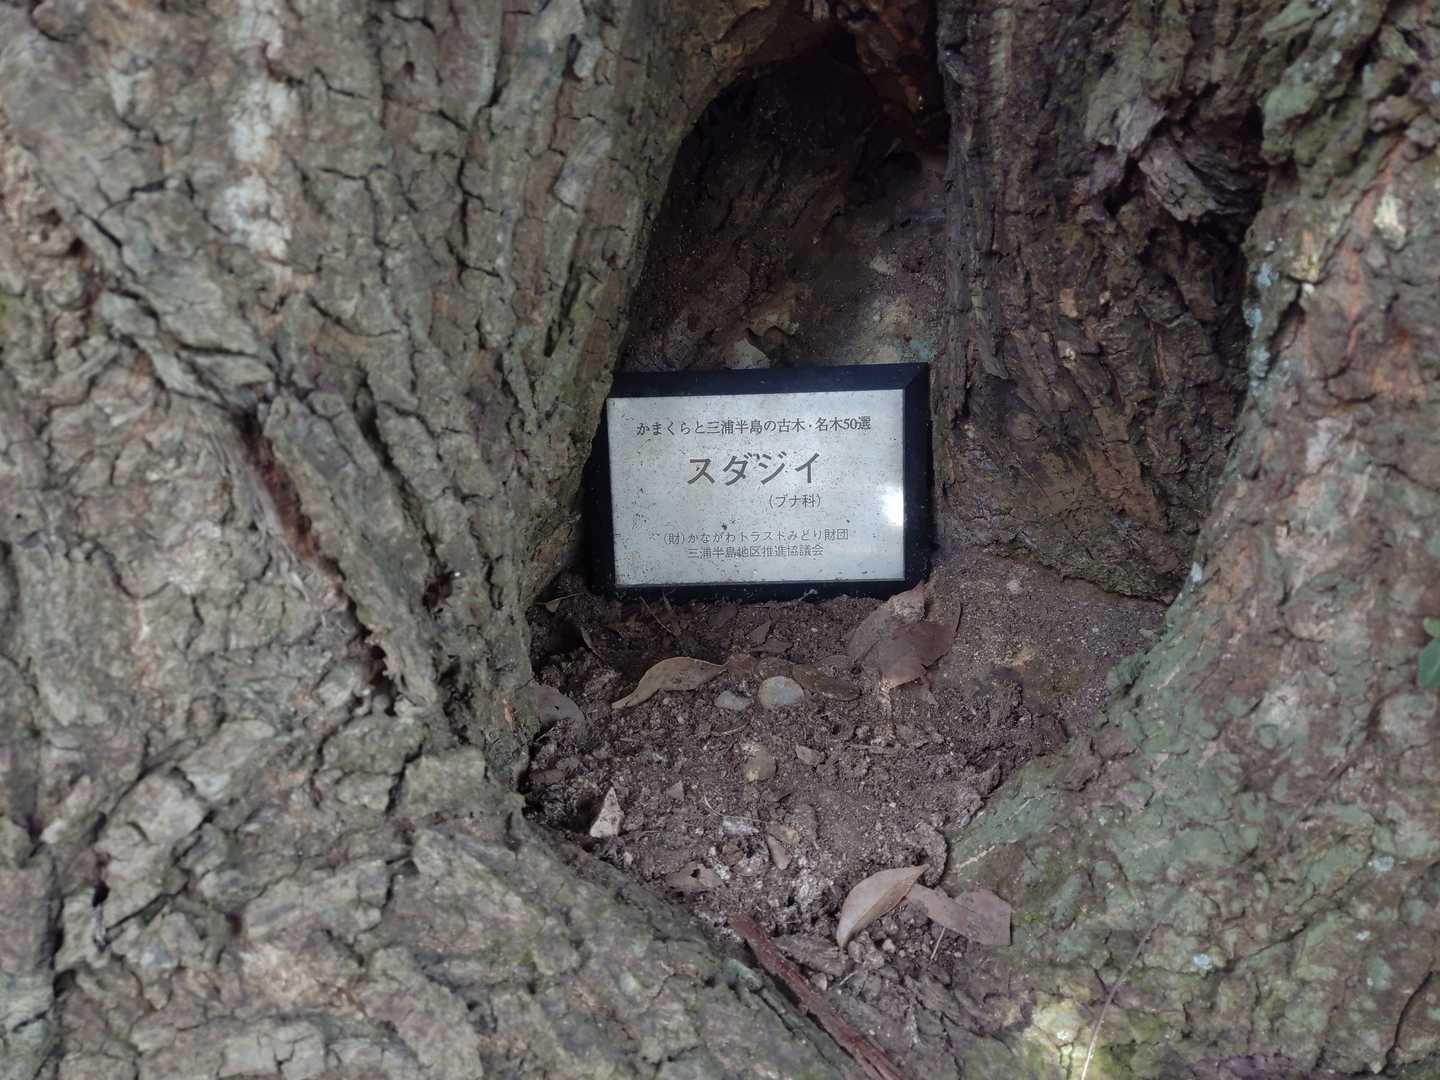 かまくらと三浦半島の古木・名木50選
スダジイ
(ブナ科)
(財)かながわトラストみどり財団
三浦半島地区推進協議会